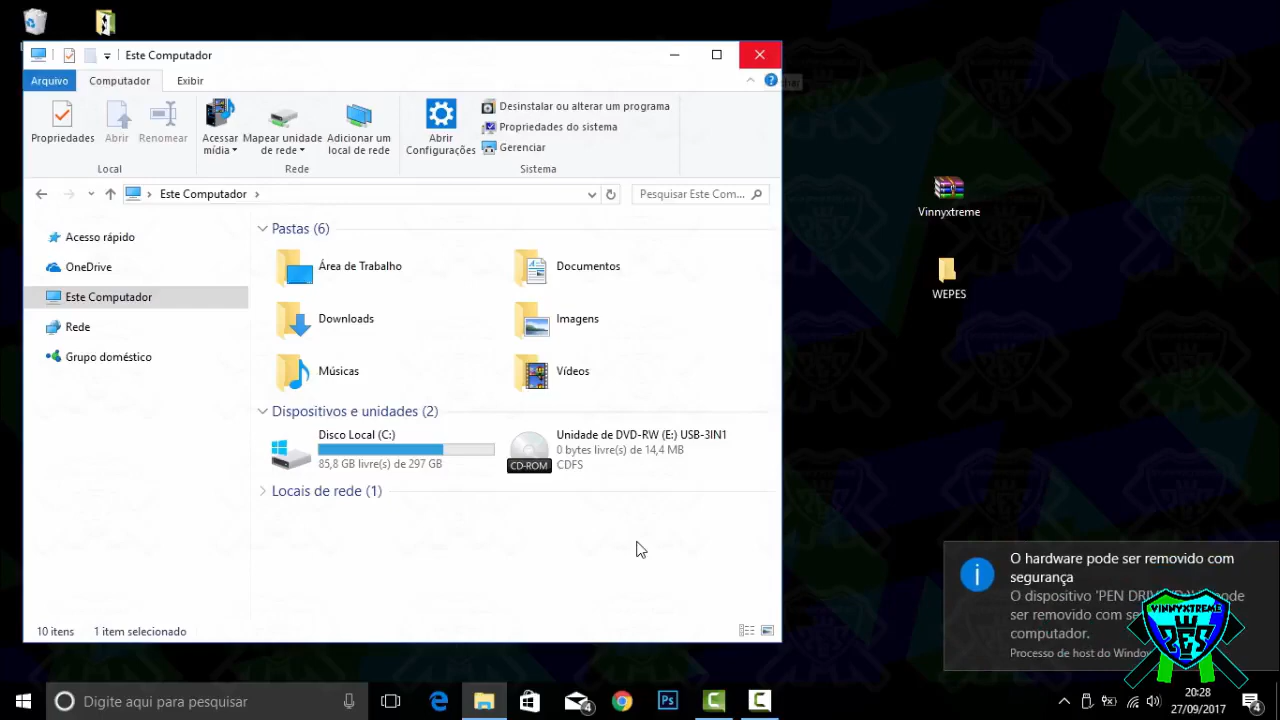 Este Computador
Arquivo
Computador
Exibir
Propriedades
Abrir
Renomear
Acessar mídia
Mapear unidade de rede
Adicionar um local de rede
Abrir Configurações
Desinstalar ou alterar um programa
Propriedades do sistema
Gerenciar
Local
Rede
Sistema
Este Computador
Pesquisar Este Com...
Acesso rápido
OneDrive
Este Computador
Rede
Grupo doméstico
Pastas (6)
Área de Trabalho
Documentos
Downloads
Imagens
Músicas
Vídeos
Dispositivos e unidades (2)
Disco Local (C:)
85,8 GB livre(s) de 297 GB
Unidade de DVD-RW (E:) USB-3IN1
0 bytes livre(s) de 14,4 MB
CD-ROM
CDFS
Locais de rede (1)
10 itens
1 item selecionado
Vinnyxtreme
WEPES
O hardware pode ser removido com
segurança
O dispositivo 'PEN DRIVE
ser removido com
computador.
Processo de host do
VINNYXTREME
PES
Digite aqui para pesquisar
4
Ps
20:28
27/09/2017
4